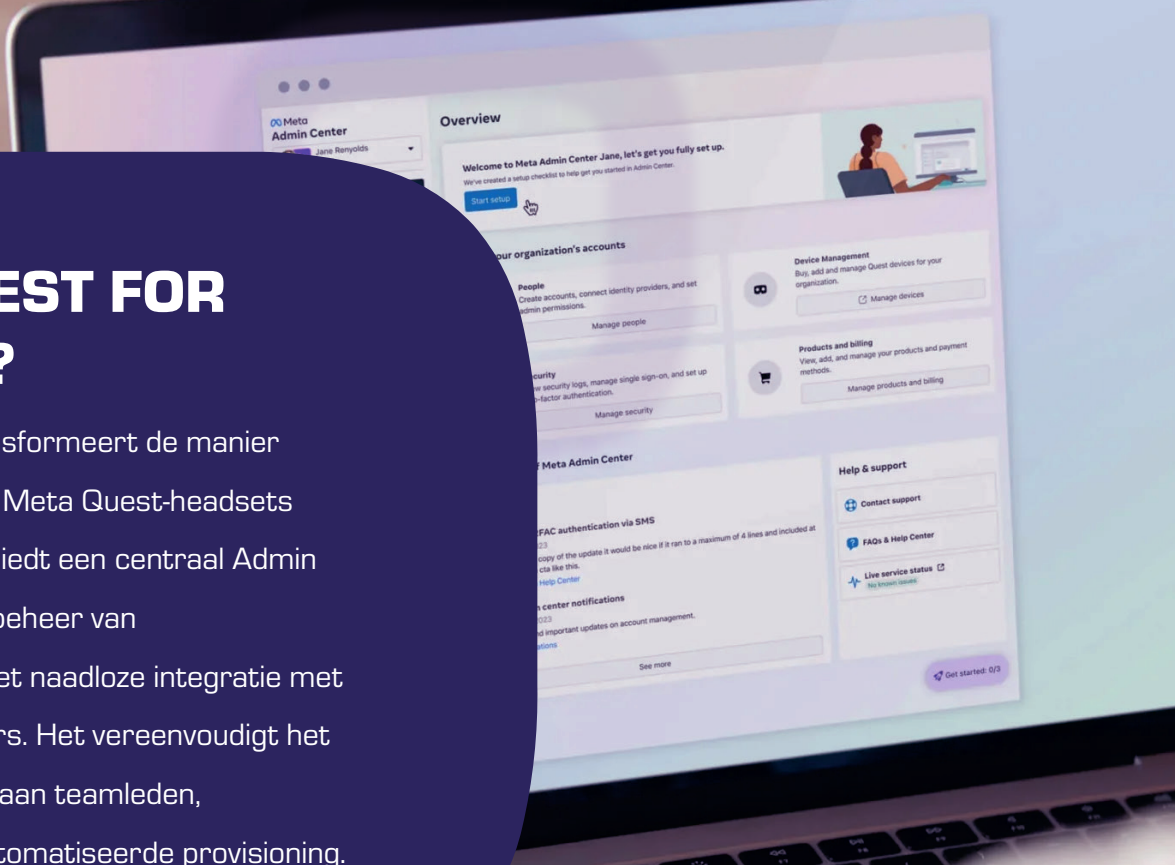 EST FOR
?
sformeert de manier
Meta Quest-headsets
iedt een centraal Admin
beheer van
et naadloze integratie met
rs. Het vereenvoudigt het
aan teamleden,
tomatiseerde provisioning.
Meta
Admin Center
Jane Renyolds
Overview
Welcome to Meta Admin Center Jane, let's get you fully set up.
We've created a setup checklist to help get you started in Admin Center.
Start setup
our organization's accounts
People
Create accounts, connect identity providers, and set
admin permissions.
Manage people
Device Management
Buy, add and manage Quest devices for your
organization.
Manage devices
curity
w security logs, manage single sign-on, and set up
-factor authentication.
Manage security
Products and billing
View, add, and manage your products and payment
methods.
Manage products and billing
f Meta Admin Center
FAC authentication via SMS
023
copy of the update it would be nice if it ran to a maximum of 4 lines and included at
cta like this.
Help Center
n center notifications
023
d important updates on account management.
ations
See more
Help & support
Contact support
FAQs & Help Center
Live service status
No known issues
Get started: 0/3